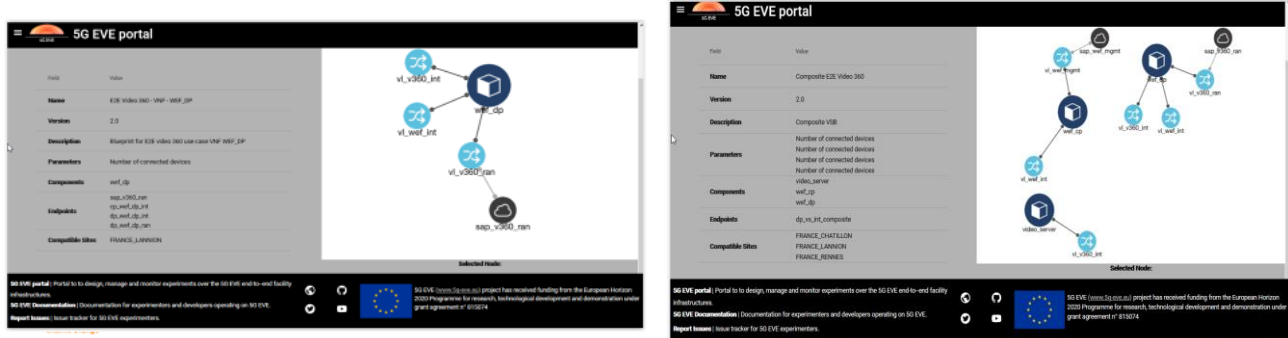 5G EVE
5G EVE portal
Field Value
Name E2E Video 360 - VNF - WEF_DP
Version 2.0
Description Blueprint for E2E video 360 use case VNF WEF_DP
Parameters Number of connected devices
Components wef_dp
Endpoints
sap_v360_ran
cp_wef_dp_int
dp_wef_dp_int
dp_wef_dp_ran
Compatible Sites FRANCE_LANNION
vl_v360_int
wef_dp
vl_wef_int
vl_v360_ran
sap_v360_ran
Selected Node:
5G EVE portal | Portal to to design, manage and monitor experiments over the 5G EVE end-to-end facility
infrastructures.
5G EVE Documentation | Documentation for experimenters and developers operating on 5G EVE.
Report Issues | Issue tracker for 5G EVE experimenters.
5G EVE (www.5g-eve.eu) project has received funding from the European Horizon
2020 Programme for research, technological development and demonstration under
grant agreement n° 815074
5G EVE
5G EVE portal
Field Value
Name Composite E2E Video 360
Version 2.0
Description Composite VSB
Parameters
Number of connected devices
Number of connected devices
Number of connected devices
Number of connected devices
Components
video_server
wef_cp
wef_dp
Endpoints dp_vs_int_composite
Compatible Sites
FRANCE_CHATILLON
FRANCE_LANNION
FRANCE_RENNES
sap_wef_mgmt
sap_v360_ran
vl_wef_mgmt
wef_dp
vl_v360_ran
wef_cp
vl_v360_int
vl_wef_int
vl_wef_int
video_server
vl_v360_int
Selected Node:
5G EVE portal | Portal to to design, manage and monitor experiments over the 5G EVE end-to-end facility
infrastructures.
5G EVE Documentation | Documentation for experimenters and developers operating on 5G EVE.
Report Issues | Issue tracker for 5G EVE experimenters.
5G EVE (www.5g-eve.eu) project has received funding from the European Horizon
2020 Programme for research, technological development and demonstration under
grant agreement n° 815074